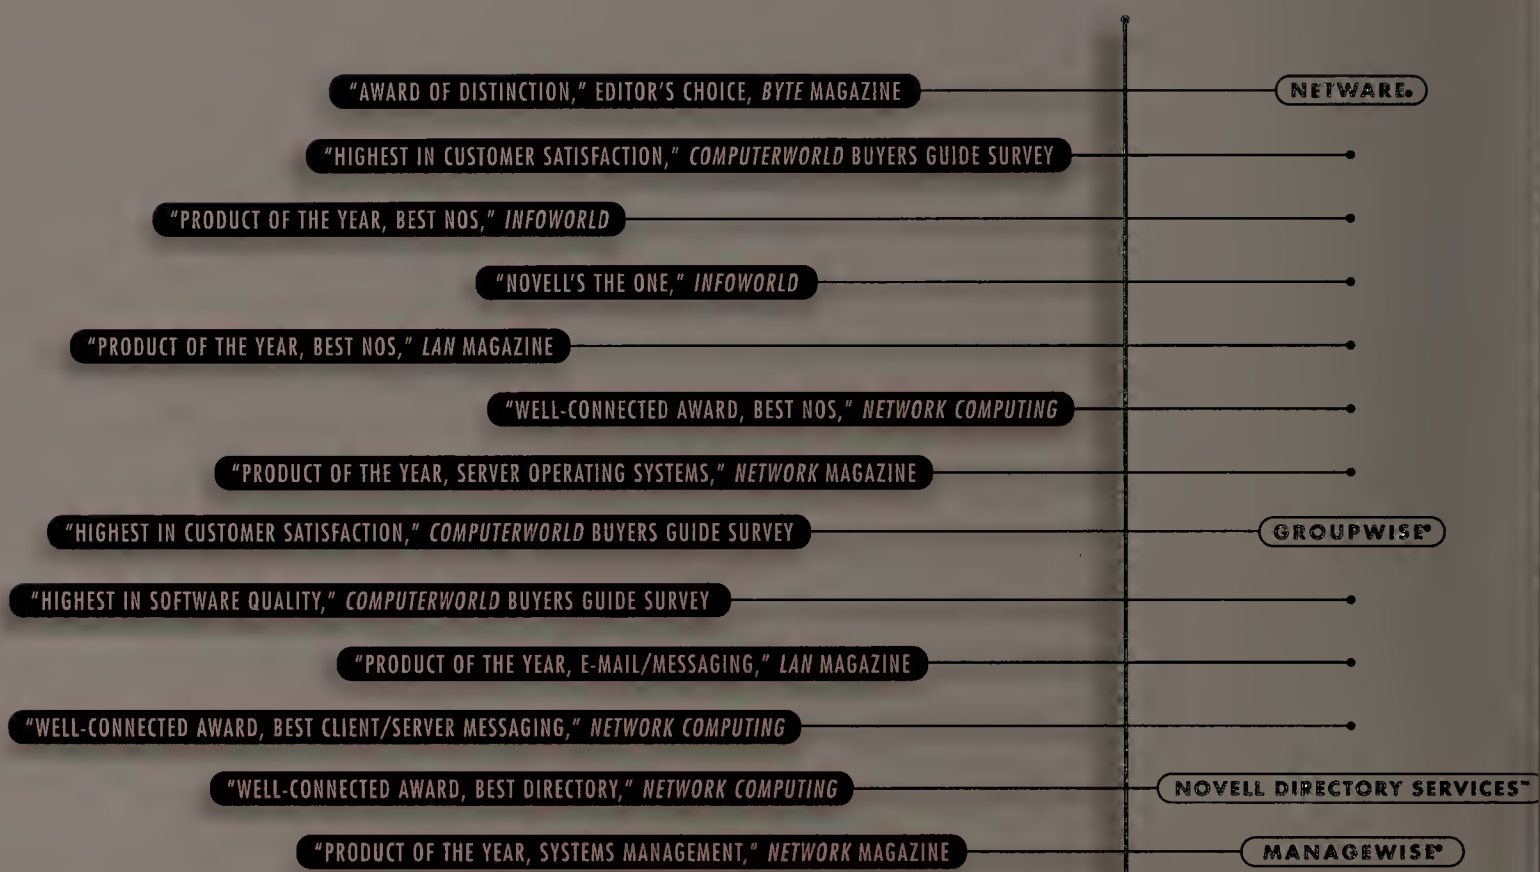 "AWARD OF DISTINCTION," EDITOR'S CHOICE, BYTE MAGAZINE NETWARE®
"HIGHEST IN CUSTOMER SATISFACTION," COMPUTERWORLD BUYERS GUIDE SURVEY
"PRODUCT OF THE YEAR, BEST NOS," INFOWORLD
"NOVELL'S THE ONE," INFOWORLD
"PRODUCT OF THE YEAR, BEST NOS," LAN MAGAZINE
"WELL-CONNECTED AWARD, BEST NOS," NETWORK COMPUTING
"PRODUCT OF THE YEAR, SERVER OPERATING SYSTEMS," NETWORK MAGAZINE
"HIGHEST IN CUSTOMER SATISFACTION," COMPUTERWORLD BUYERS GUIDE SURVEY GROUPWISE®
"HIGHEST IN SOFTWARE QUALITY," COMPUTERWORLD BUYERS GUIDE SURVEY
"PRODUCT OF THE YEAR, E-MAIL/MESSAGING," LAN MAGAZINE
"WELL-CONNECTED AWARD, BEST CLIENT/SERVER MESSAGING," NETWORK COMPUTING
"WELL-CONNECTED AWARD, BEST DIRECTORY," NETWORK COMPUTING NOVELL DIRECTORY SERVICES™
"PRODUCT OF THE YEAR, SYSTEMS MANAGEMENT," NETWORK MAGAZINE MANAGEWISE®